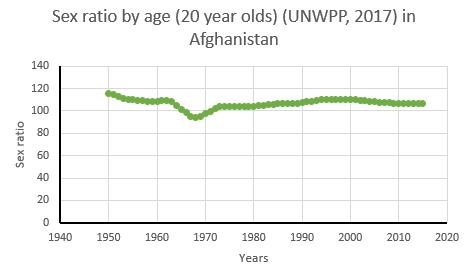 Sex ratio by age (20 year olds) (UNWPP, 2017) in
Afghanistan
140
120
100
80
60
40
20
0
Sex ratio
1940 1950 1960 1970 1980 1990 2000 2010 2020
Years